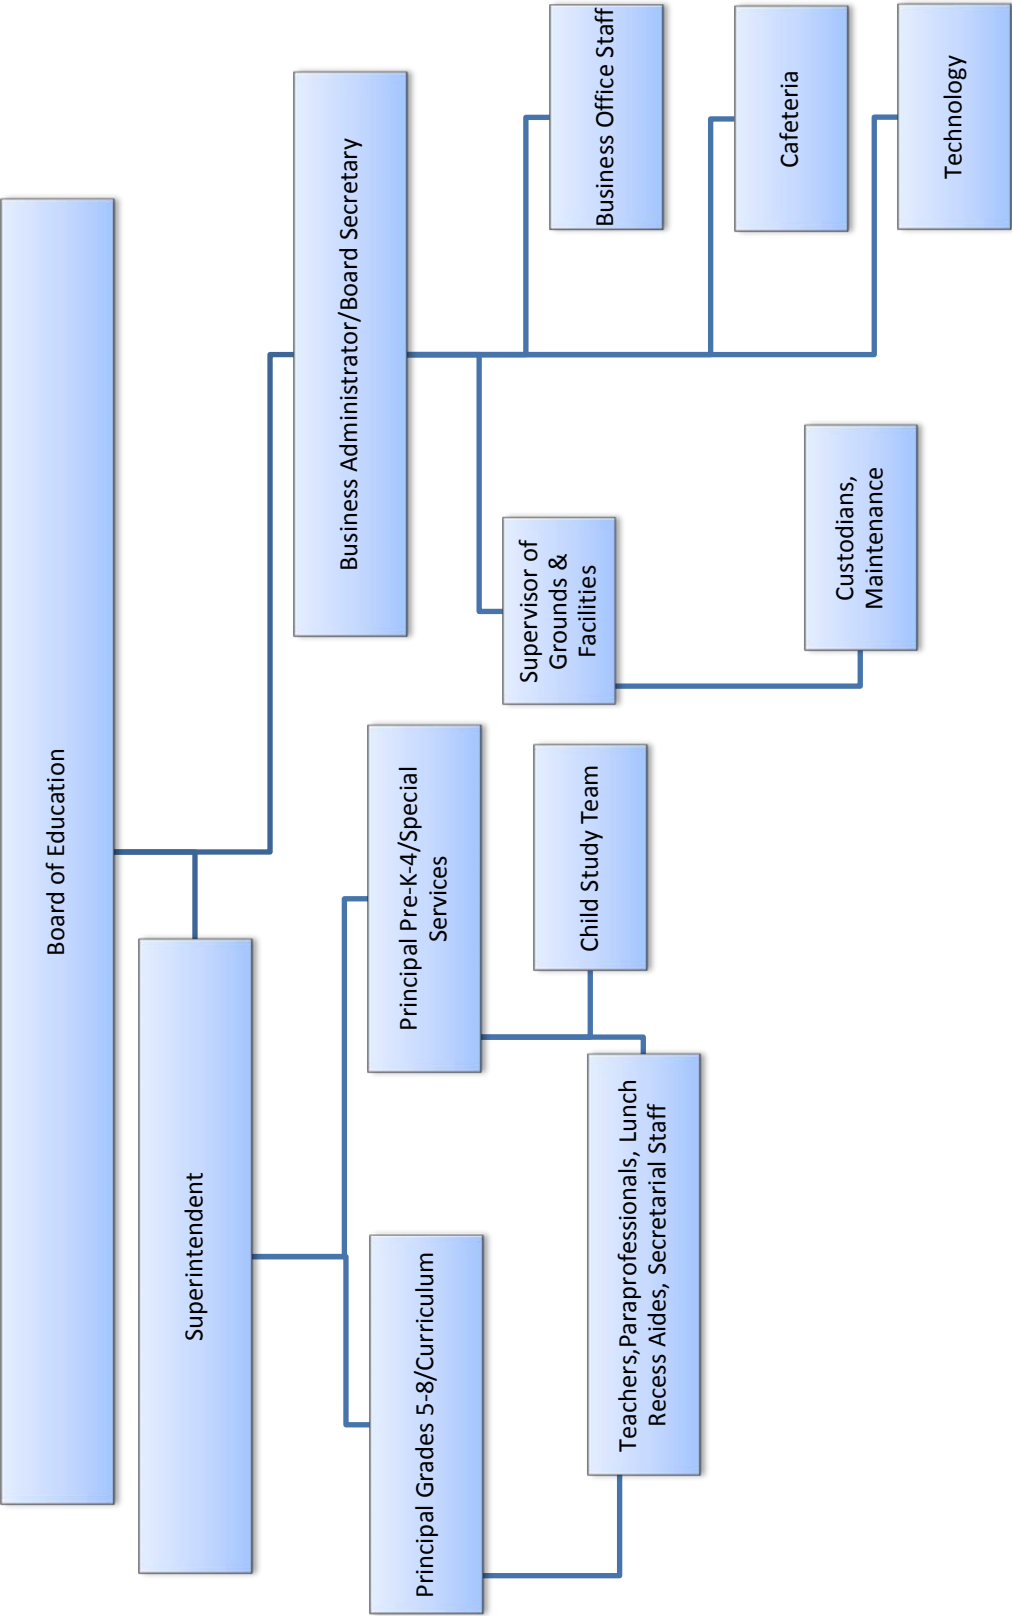 Board of Education
Superintendent
Business Administrator/Board Secretary
Principal Grades 5-8/Curriculum
Principal Pre-K-4/Special
Services
Supervisor of
Grounds &
Facilities
Business Office Staff
Child Study Team
Teachers,Paraprofessionals, Lunch
Recess Aides, Secretarial Staff
Cafeteria
Custodians,
Maintenance
Technology